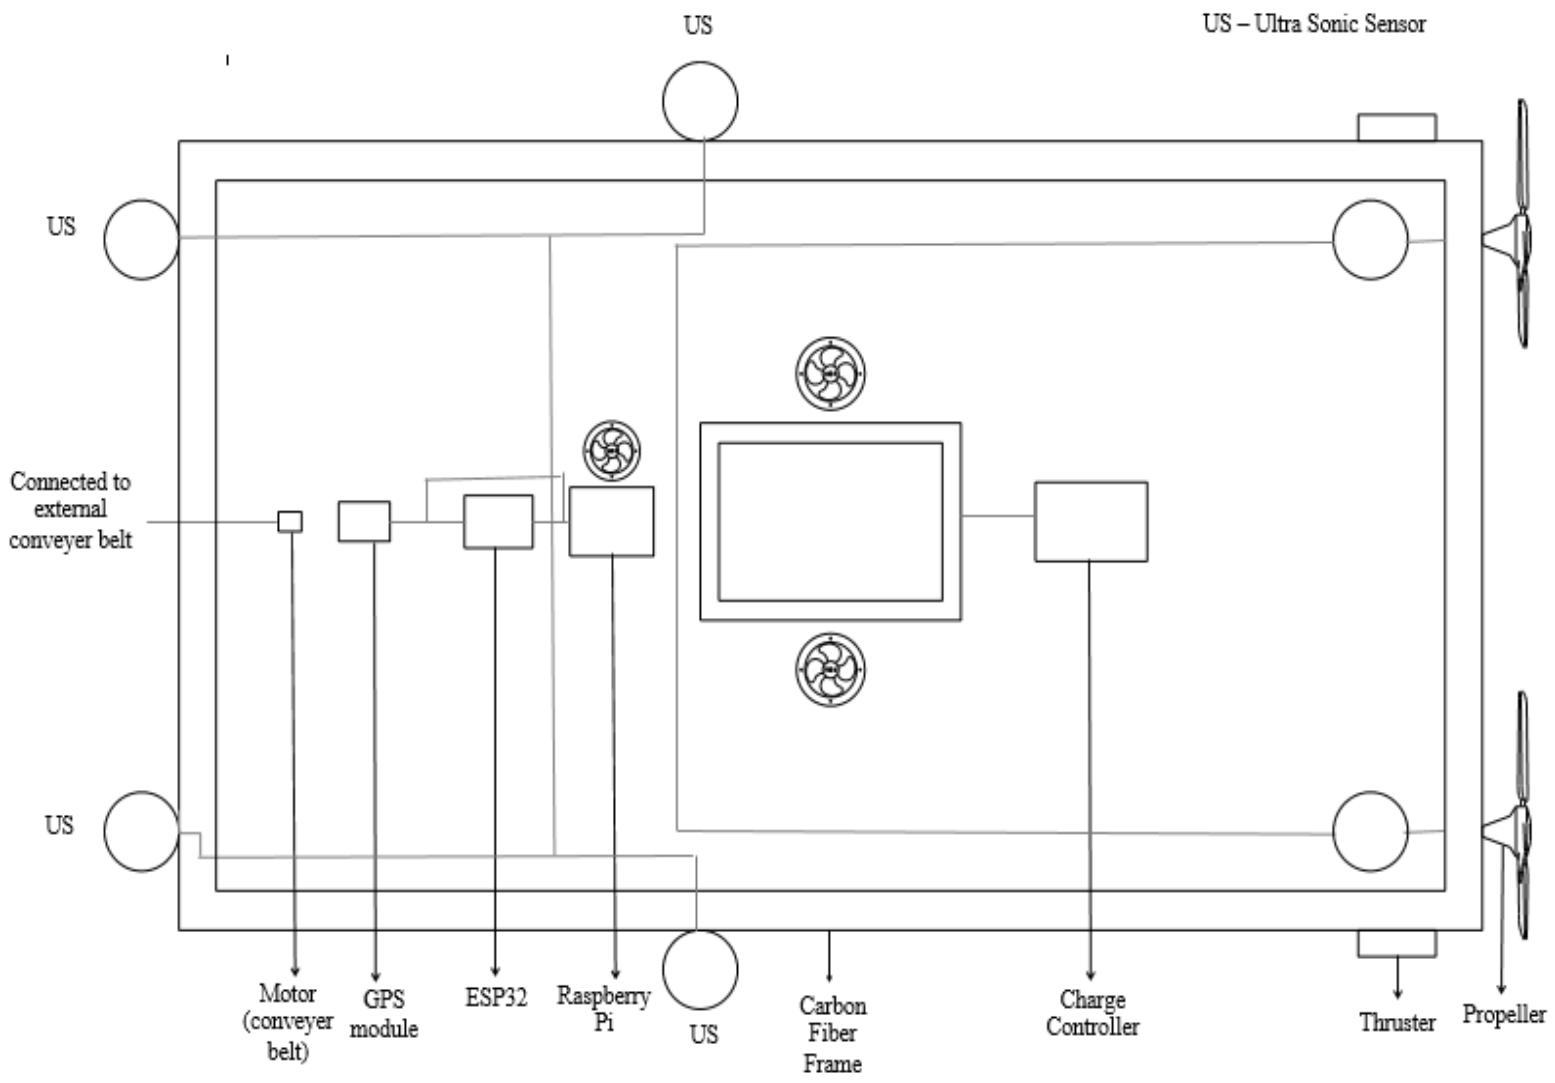 US
US – Ultra Sonic Sensor
US
Connected to
external
conveyer belt
US
Motor
(conveyer
belt)
GPS
module
ESP32
Raspberry
Pi
US
Carbon
Fiber
Frame
Charge
Controller
Thruster
Propeller